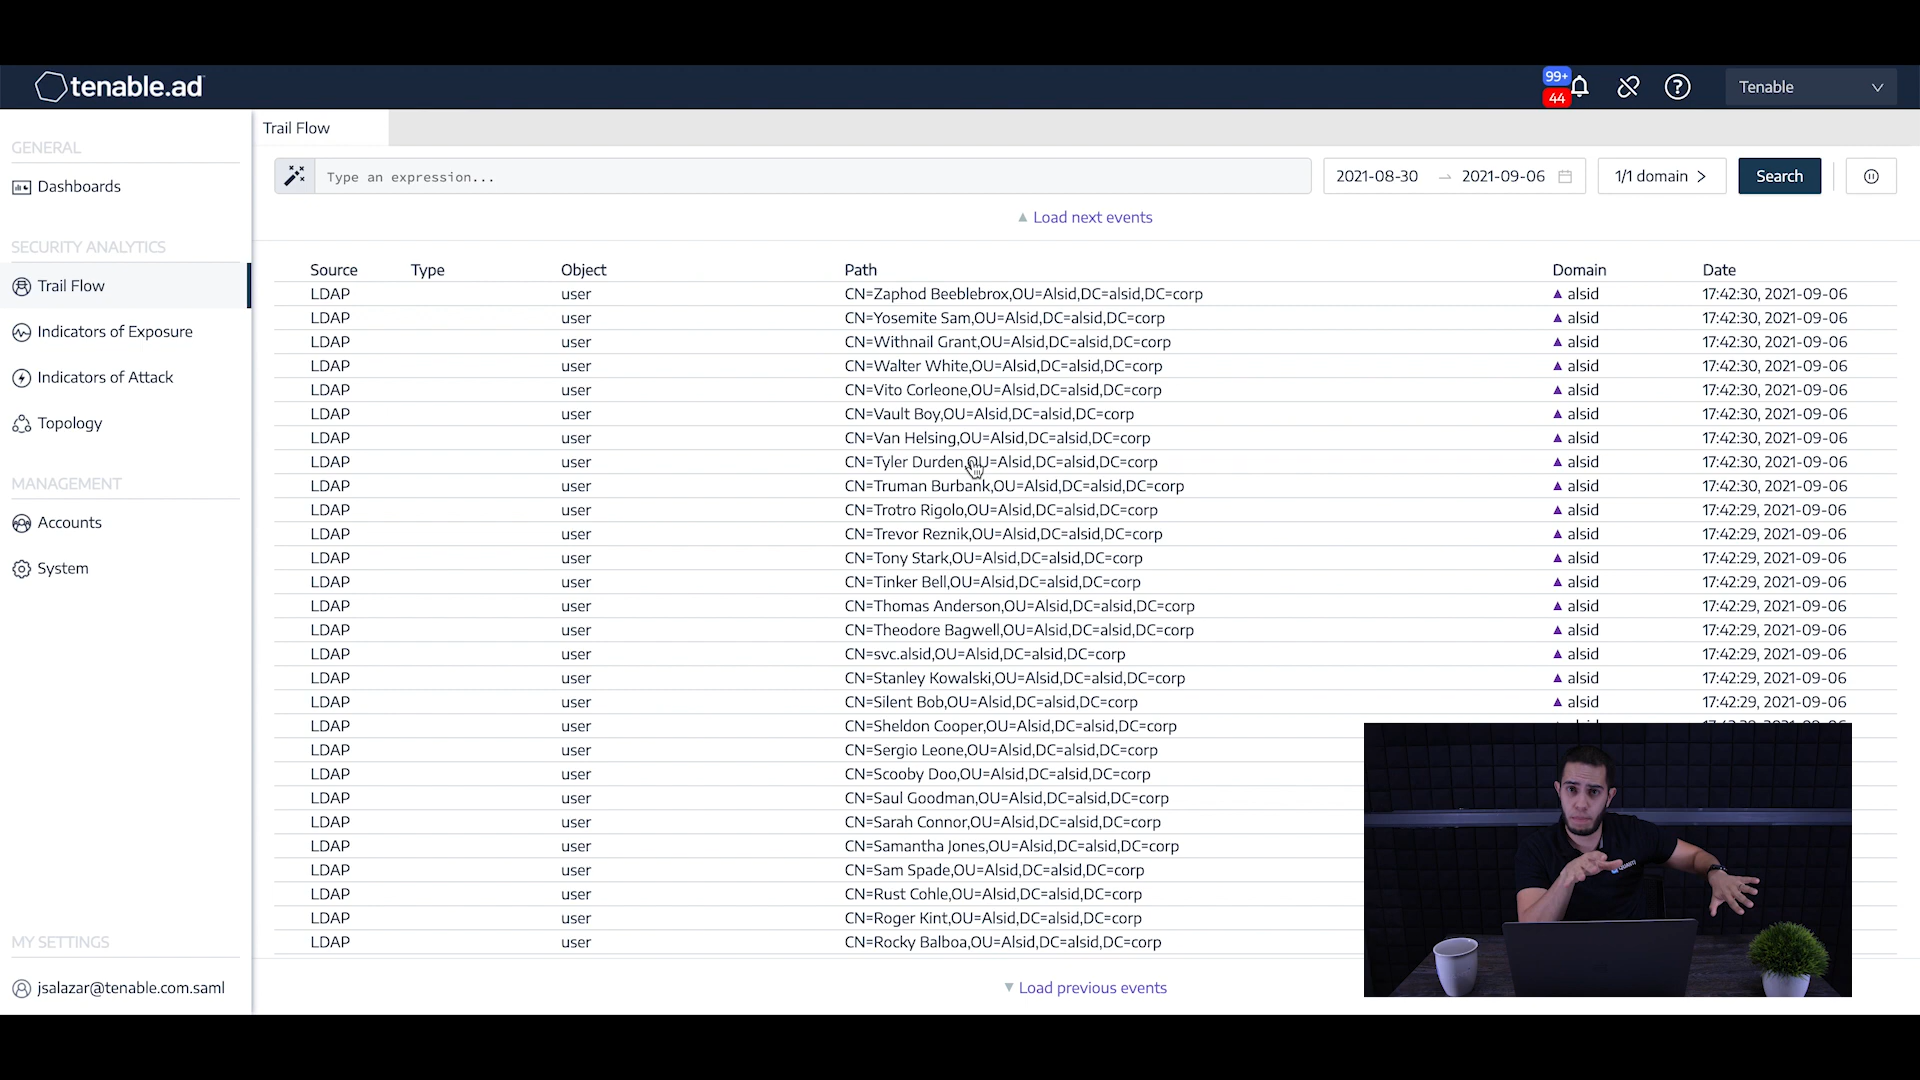 tenable.ad
99+
44
Tenable
GENERAL
Dashboards
SECURITY ANALYTICS
Trail Flow
Indicators of Exposure
Indicators of Attack
Topology
MANAGEMENT
Accounts
System
MY SETTINGS
jsalazar@tenable.com.saml
Trail Flow
Type an expression...
2021-08-30 → 2021-09-06
1/1 domain >
Search
Load next events
Source Type Object Path Domain Date
LDAP user CN=Zaphod Beeblebrox,OU=Alsid,DC=alsid,DC=corp alsid 17:42:30, 2021-09-06
LDAP user CN=Yosemite Sam,OU=Alsid,DC=alsid,DC=corp alsid 17:42:30, 2021-09-06
LDAP user CN=Withnail Grant,OU=Alsid,DC=alsid,DC=corp alsid 17:42:30, 2021-09-06
LDAP user CN=Walter White,OU=Alsid,DC=alsid,DC=corp alsid 17:42:30, 2021-09-06
LDAP user CN=Vito Corleone,OU=Alsid,DC=alsid,DC=corp alsid 17:42:30, 2021-09-06
LDAP user CN=Vault Boy,OU=Alsid,DC=alsid,DC=corp alsid 17:42:30, 2021-09-06
LDAP user CN=Van Helsing,OU=Alsid,DC=alsid,DC=corp alsid 17:42:30, 2021-09-06
LDAP user CN=Tyler Durden,OU=Alsid,DC=alsid,DC=corp alsid 17:42:30, 2021-09-06
LDAP user CN=Truman Burbank,OU=Alsid,DC=alsid,DC=corp alsid 17:42:30, 2021-09-06
LDAP user CN=Trotro Rigolo,OU=Alsid,DC=alsid,DC=corp alsid 17:42:29, 2021-09-06
LDAP user CN=Trevor Reznik,OU=Alsid,DC=alsid,DC=corp alsid 17:42:29, 2021-09-06
LDAP user CN=Tony Stark,OU=Alsid,DC=alsid,DC=corp alsid 17:42:29, 2021-09-06
LDAP user CN=Tinker Bell,OU=Alsid,DC=alsid,DC=corp alsid 17:42:29, 2021-09-06
LDAP user CN=Thomas Anderson,OU=Alsid,DC=alsid,DC=corp alsid 17:42:29, 2021-09-06
LDAP user CN=Theodore Bagwell,OU=Alsid,DC=alsid,DC=corp alsid 17:42:29, 2021-09-06
LDAP user CN=svc.alsid,OU=Alsid,DC=alsid,DC=corp alsid 17:42:29, 2021-09-06
LDAP user CN=Stanley Kowalski,OU=Alsid,DC=alsid,DC=corp alsid 17:42:29, 2021-09-06
LDAP user CN=Silent Bob,OU=Alsid,DC=alsid,DC=corp alsid 17:42:29, 2021-09-06
LDAP user CN=Sheldon Cooper,OU=Alsid,DC=alsid,DC=corp
LDAP user CN=Sergio Leone,OU=Alsid,DC=alsid,DC=corp
LDAP user CN=Scooby Doo,OU=Alsid,DC=alsid,DC=corp
LDAP user CN=Saul Goodman,OU=Alsid,DC=alsid,DC=corp
LDAP user CN=Sarah Connor,OU=Alsid,DC=alsid,DC=corp
LDAP user CN=Samantha Jones,OU=Alsid,DC=alsid,DC=corp
LDAP user CN=Sam Spade,OU=Alsid,DC=alsid,DC=corp
LDAP user CN=Rust Cohle,OU=Alsid,DC=alsid,DC=corp
LDAP user CN=Roger Kint,OU=Alsid,DC=alsid,DC=corp
LDAP user CN=Rocky Balboa,OU=Alsid,DC=alsid,DC=corp
Load previous events